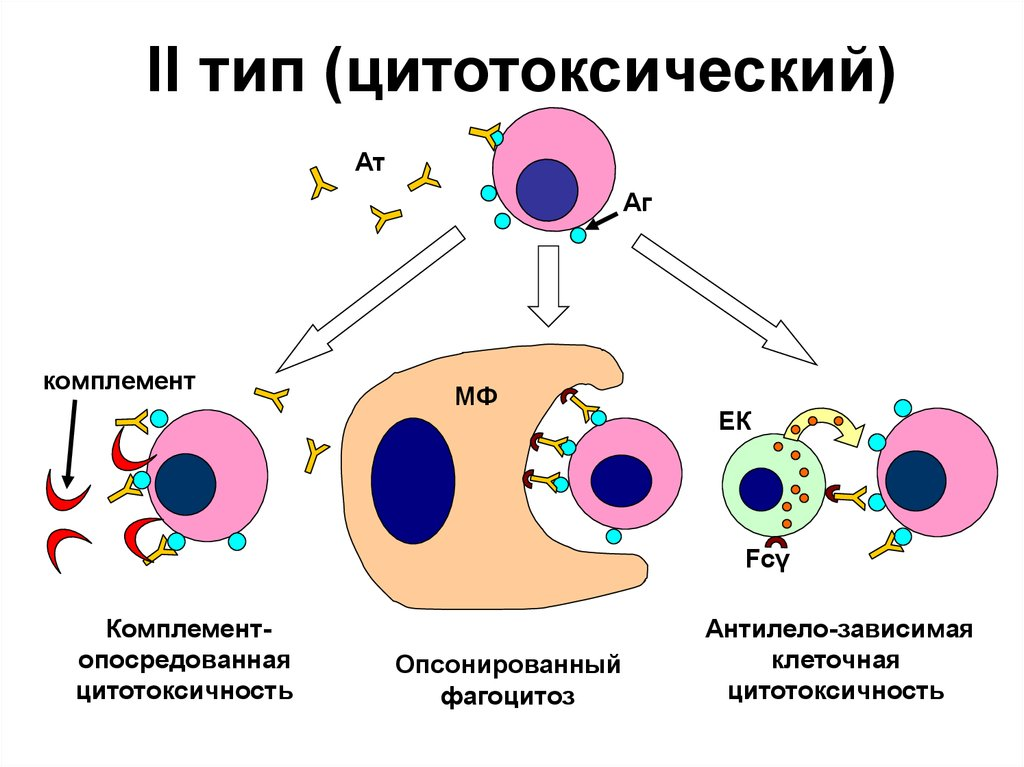 II тип (цитотоксический)
Ат
Аг
комплемент
МФ
ЕК
Fcγ
Комплемент-
опосредованная
цитотоксичность
Опсонированный
фагоцитоз
Антилело-зависимая
клеточная
цитотоксичность